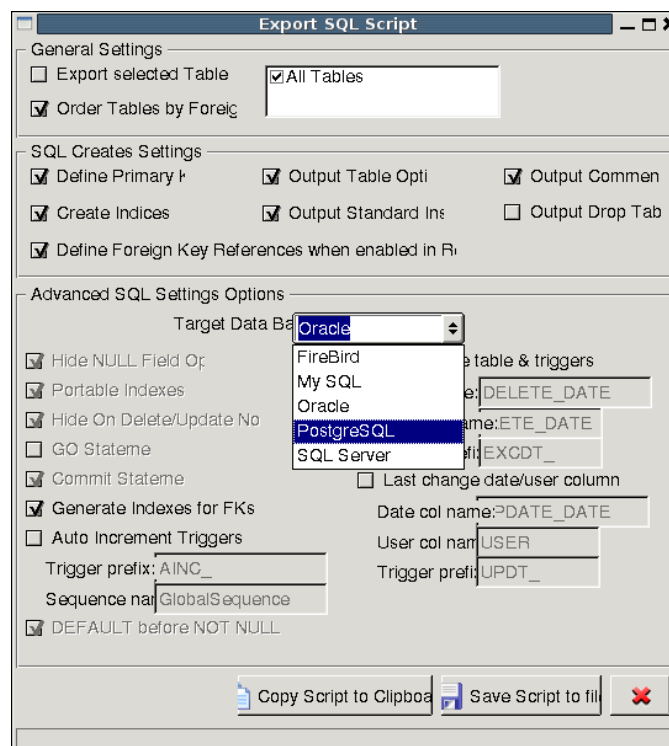 Export SQL Script
General Settings
Export selected Table
All Tables
Order Tables by Foreig
SQL Creates Settings
Define Primary K
Output Table Opti
Output Commen
Create Indices
Output Standard Ins
Output Drop Tab
Define Foreign Key References when enabled in R
Advanced SQL Settings Options
Target Data Ba
Oracle
FireBird
My SQL
Oracle
PostgreSQL
SQL Server
Hide NULL Field Op
e table & triggers
Portable Indexes
e: DELETE_DATE
Hide On Delete/Update No
ame: ETE_DATE
GO Stateme
efi: EXCDT_
Commit Stateme
Last change date/user column
Generate Indexes for FKs
Date col name: PDATE_DATE
Auto Increment Triggers
User col nam USER
Trigger prefix: AINC_
Trigger prefi: UPDT_
Sequence nar GlobalSequence
DEFAULT before NOT NULL
Copy Script to Clipboa
Save Script to file